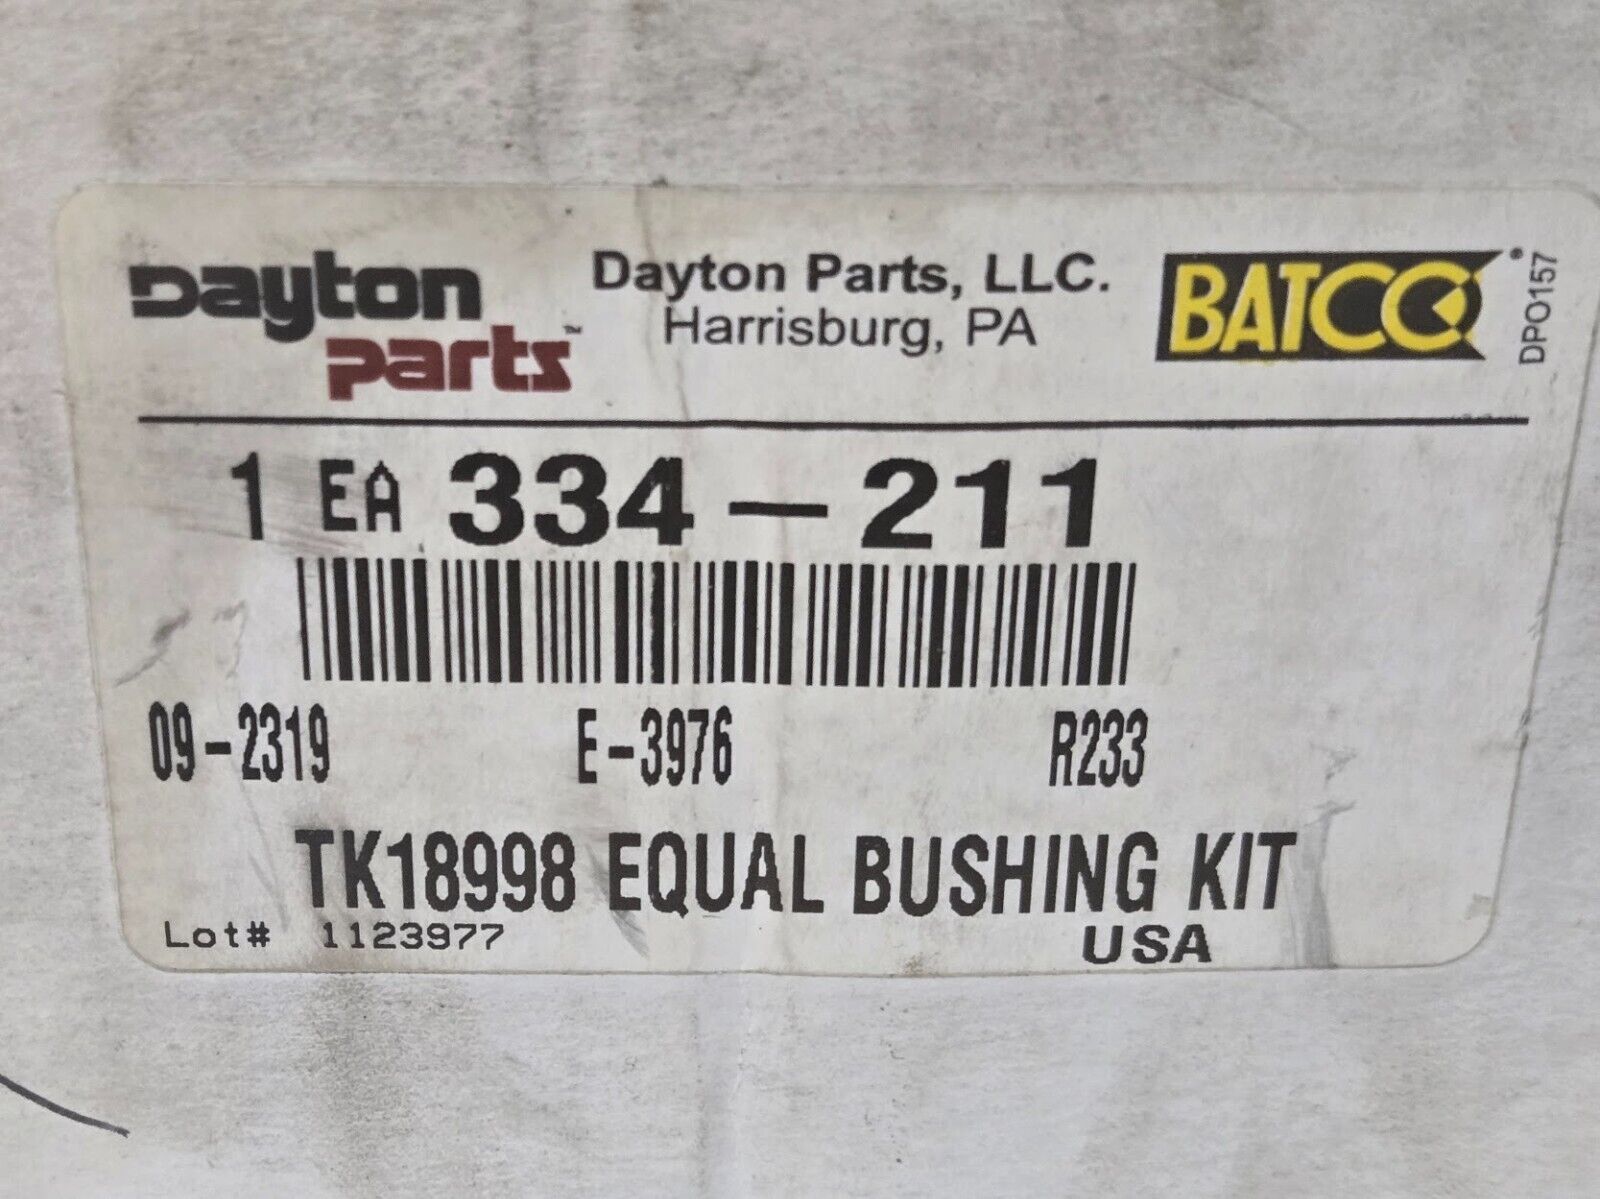 Dayton parts™
Dayton Parts, LLC.
Harrisburg, PA
BATCO
DPO157
1 EA 334-211
09-2319 E-3976 R233
TK18998 EQUAL BUSHING KIT
Lot# 1123977 USA